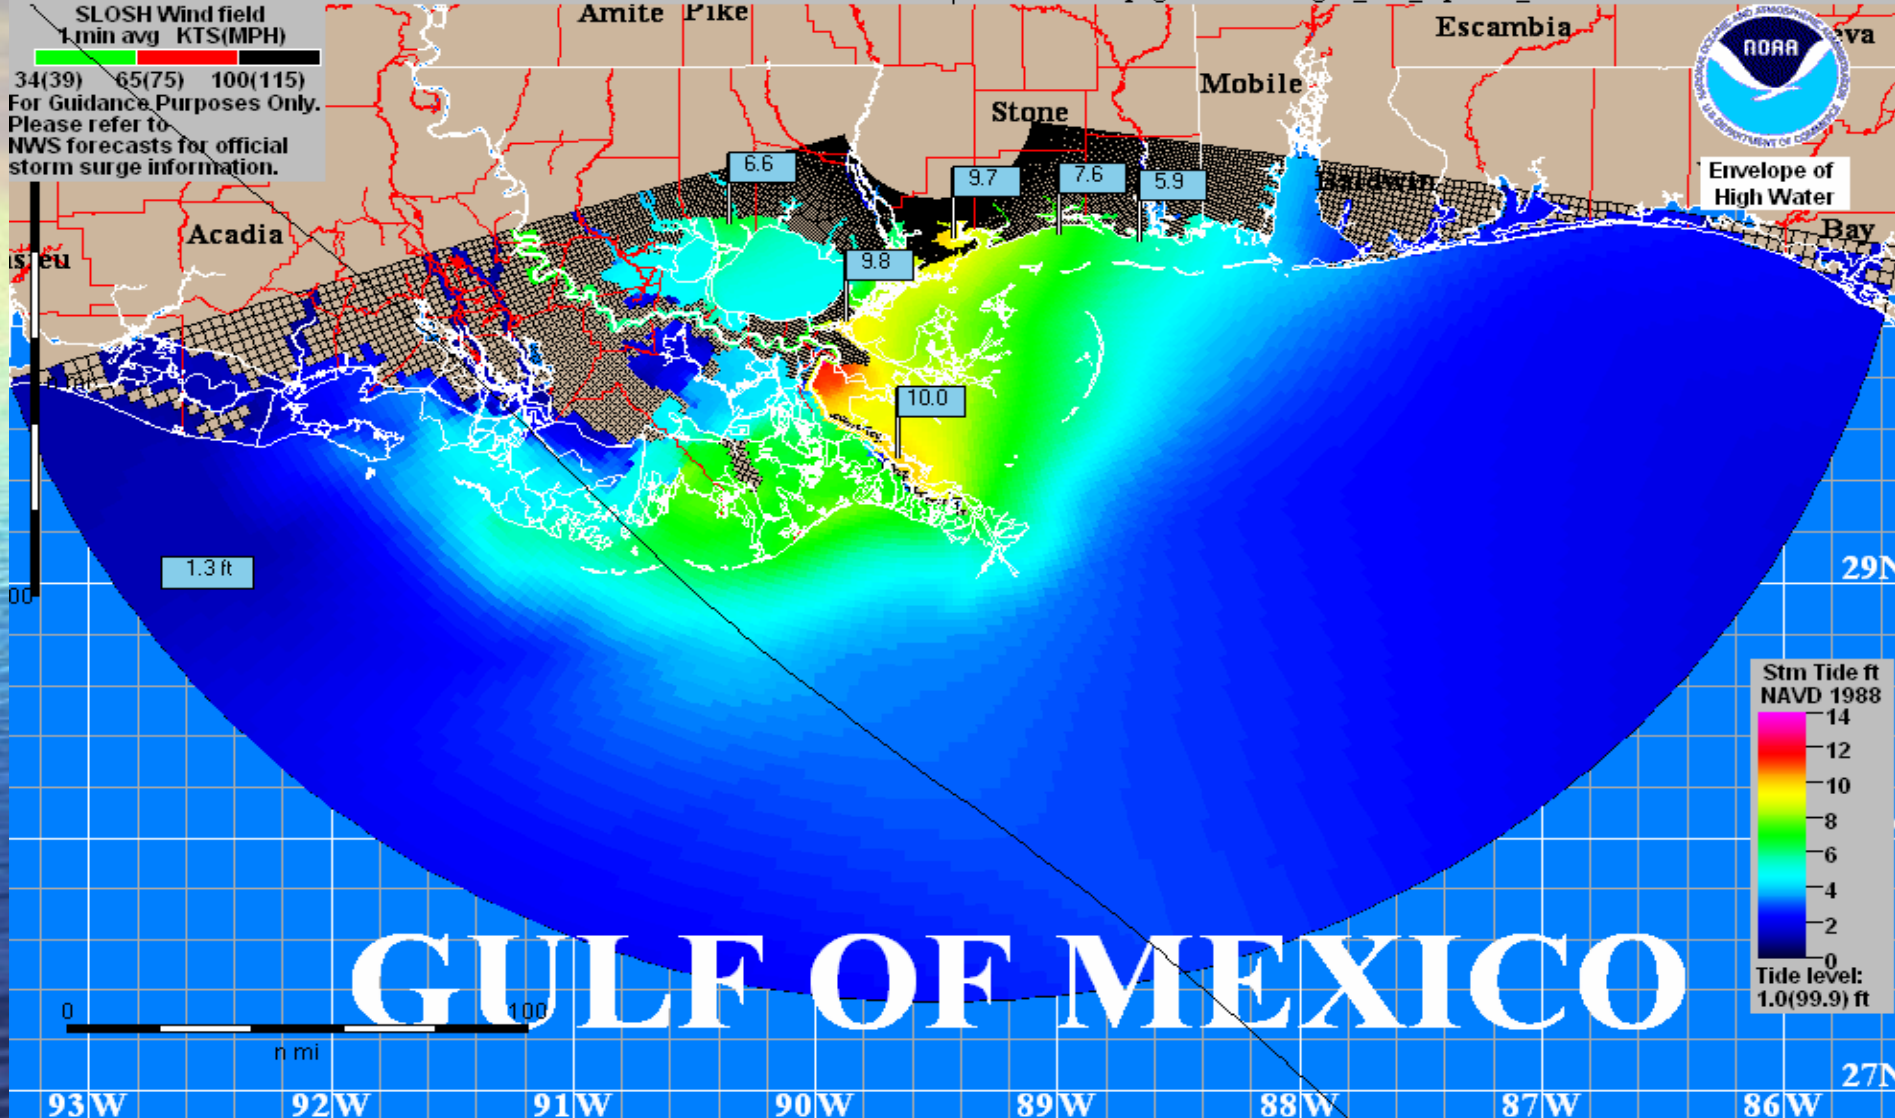 SLOSH Wind field
1 min avg KTS(MPH)
34(39) 65(75) 100(115)
For Guidance Purposes Only.
Please refer to
NWS forecasts for official
storm surge information.
Amite Pike
Escambia
Mobile
Stone
NOAA
Envelope of
High Water
Baldwin
Bay
Acadia
6.6
9.7
7.6
5.9
9.8
10.0
1.3 ft
29N
Stm Tide ft
NAVD 1988
14
12
10
8
6
4
2
0
Tide level:
1.0(99.9) ft
GULF OF MEXICO
0 100
n mi
27N
93W 92W 91W 90W 89W 88W 87W 86W